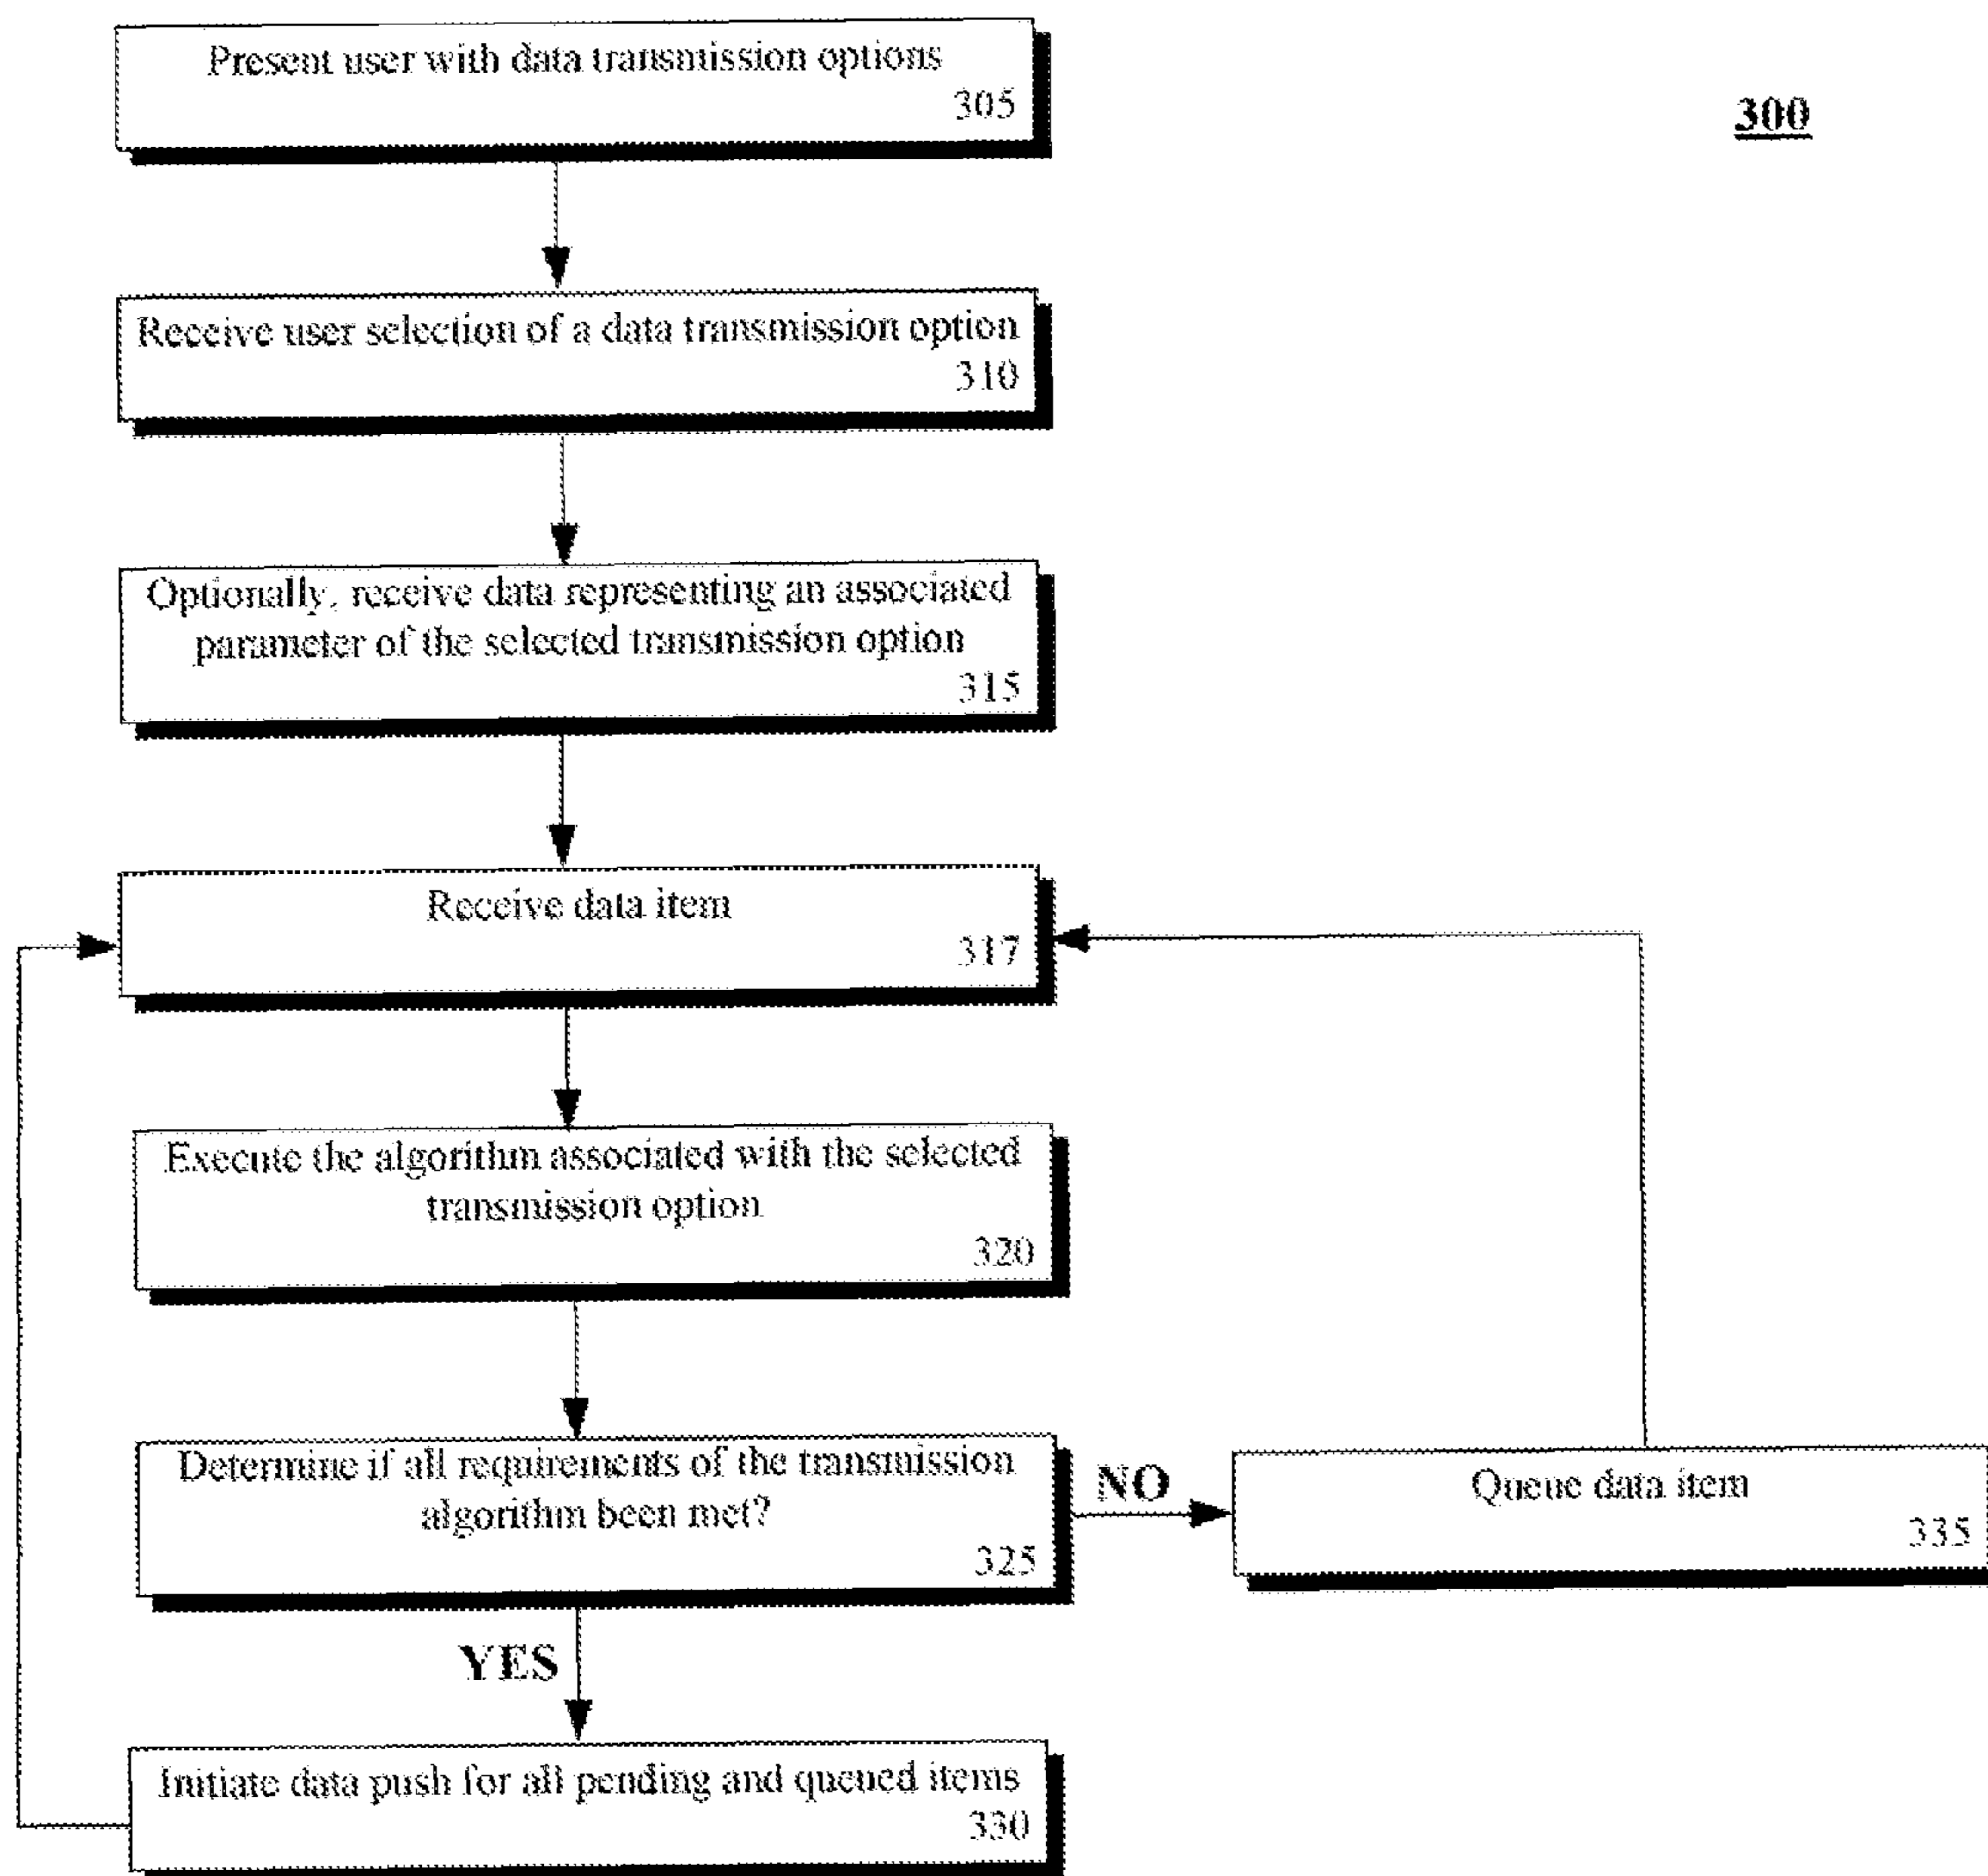 Present user with data transmission options
305
300
Receive user selection of a data transmission option
310
Optionally, receive data representing an associated
parameter of the selected transmission option
315
Receive data item
317
Execute the algorithm associated with the selected
transmission option
320
Determine if all requirements of the transmission
algorithm been met?
325
NO
Queue data item
335
YES
Initiate data push for all pending and queued items
330